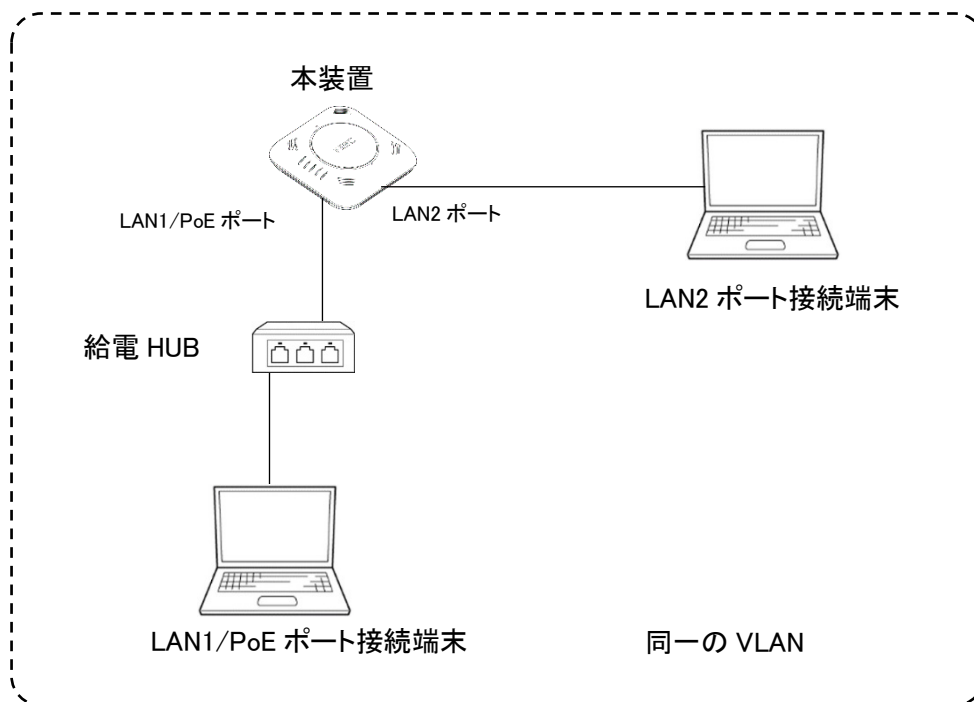 本装置
LAN1/PoE ポート
LAN2 ポート
LAN2 ポート接続端末
給電 HUB
LAN1/PoE ポート接続端末
同一の VLAN